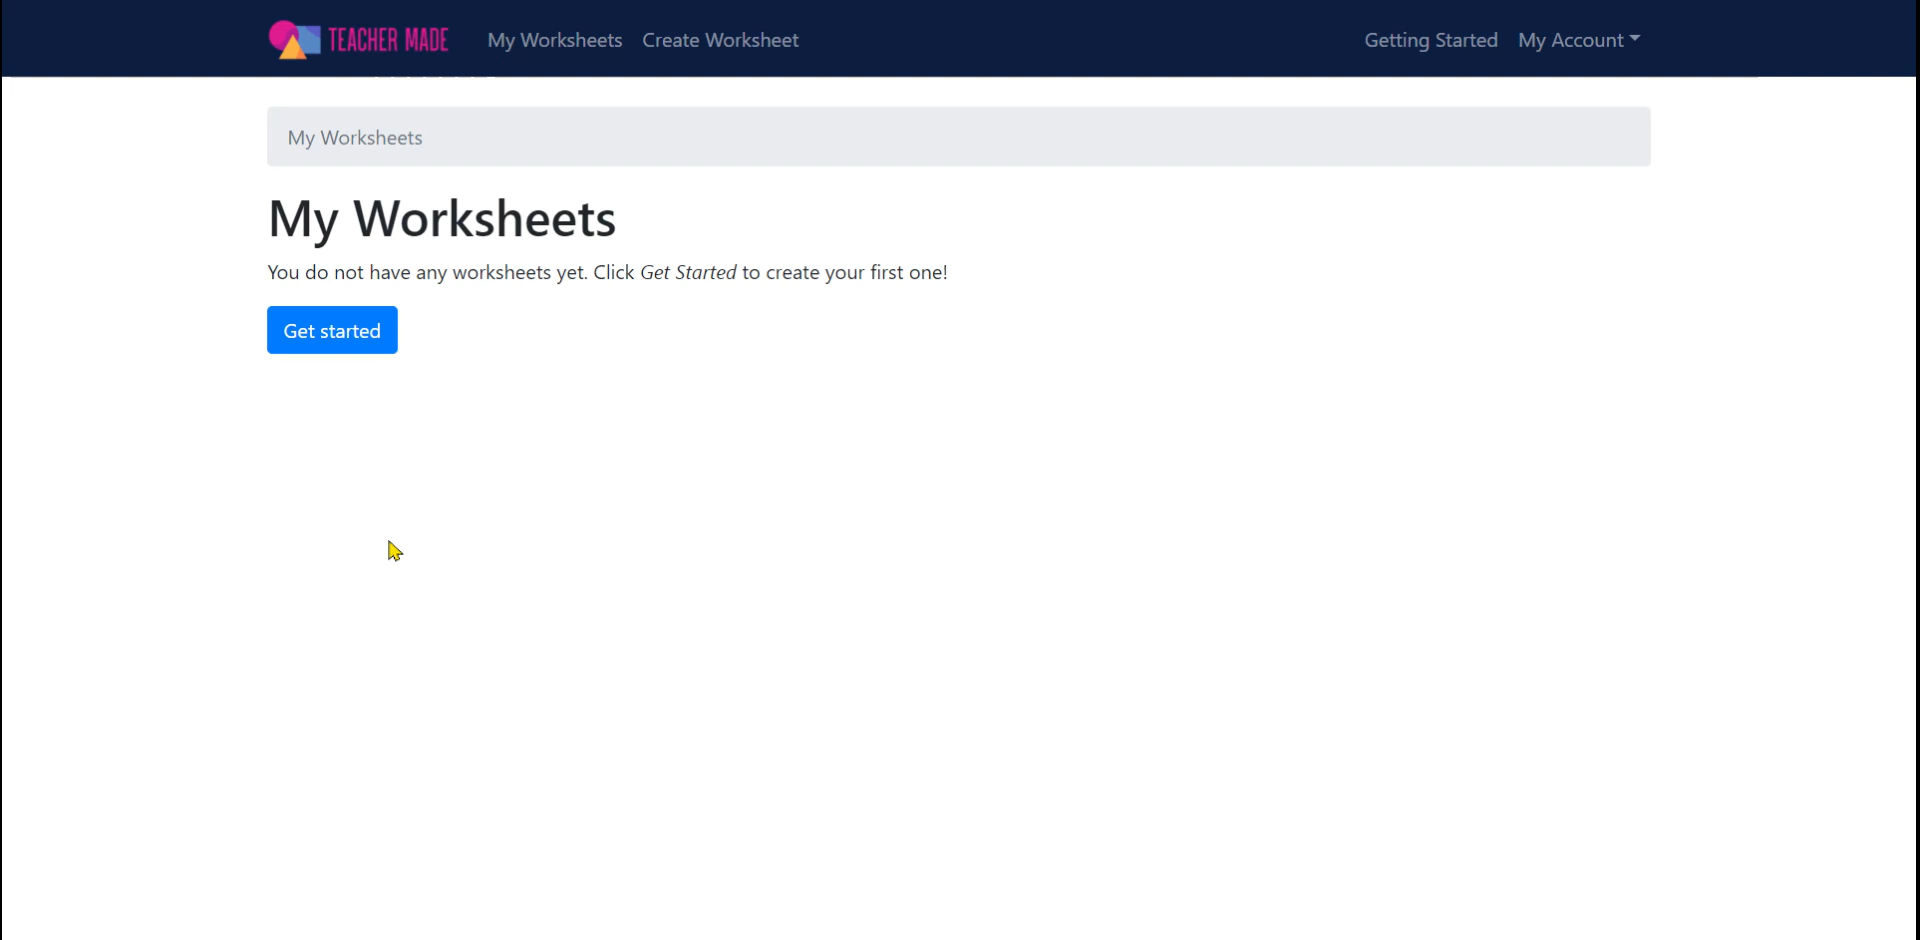 TEACHER MADE My Worksheets Create Worksheet Getting Started My Account
My Worksheets
My Worksheets
You do not have any worksheets yet. Click Get Started to create your first one!
Get started